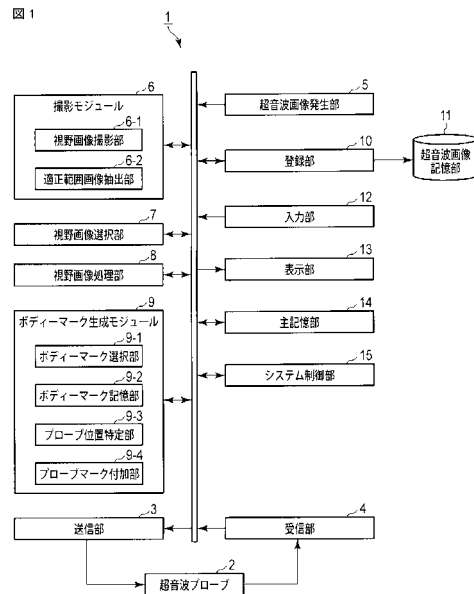 図1
1
6
撮影モジュール
6-1
視野画像撮影部
6-2
適正範囲画像抽出部
7
視野画像選択部
8
視野画像処理部
9
ボディーマーク生成モジュール
9-1
ボディーマーク選択部
9-2
ボディーマーク記憶部
9-3
プローブ位置特定部
9-4
プローブマーク付加部
3
送信部
5
超音波画像発生部
10
登録部
11
超音波画像
記憶部
12
入力部
13
表示部
14
主記憶部
15
システム制御部
4
受信部
2
超音波プローブ